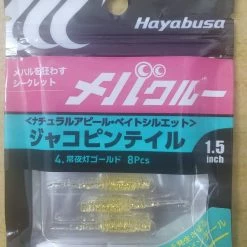 Hayabusa
メバルを狂わす
シークレット
メバクルー
<ナチュラルアピール・ベイトシルエット>
ジャコピンテイル
1.5
inch
4. 常夜灯ゴールド 8Pcs